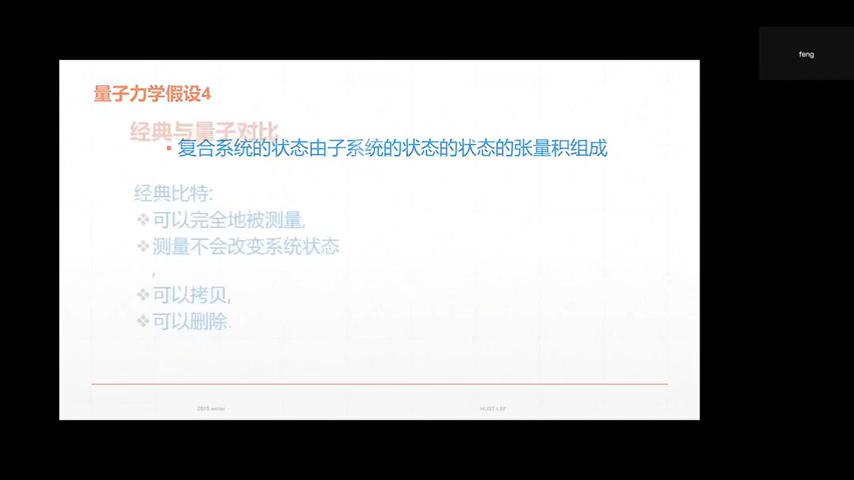 feng
量子力学假设4
经典与量子对比
▪ 复合系统的状态由子系统的状态的状态的张量积组成
经典比特:
❖可以完全地被测量,
❖测量不会改变系统状态
,
❖可以拷贝,
❖可以删除.
2015 winter
HUST-LSF